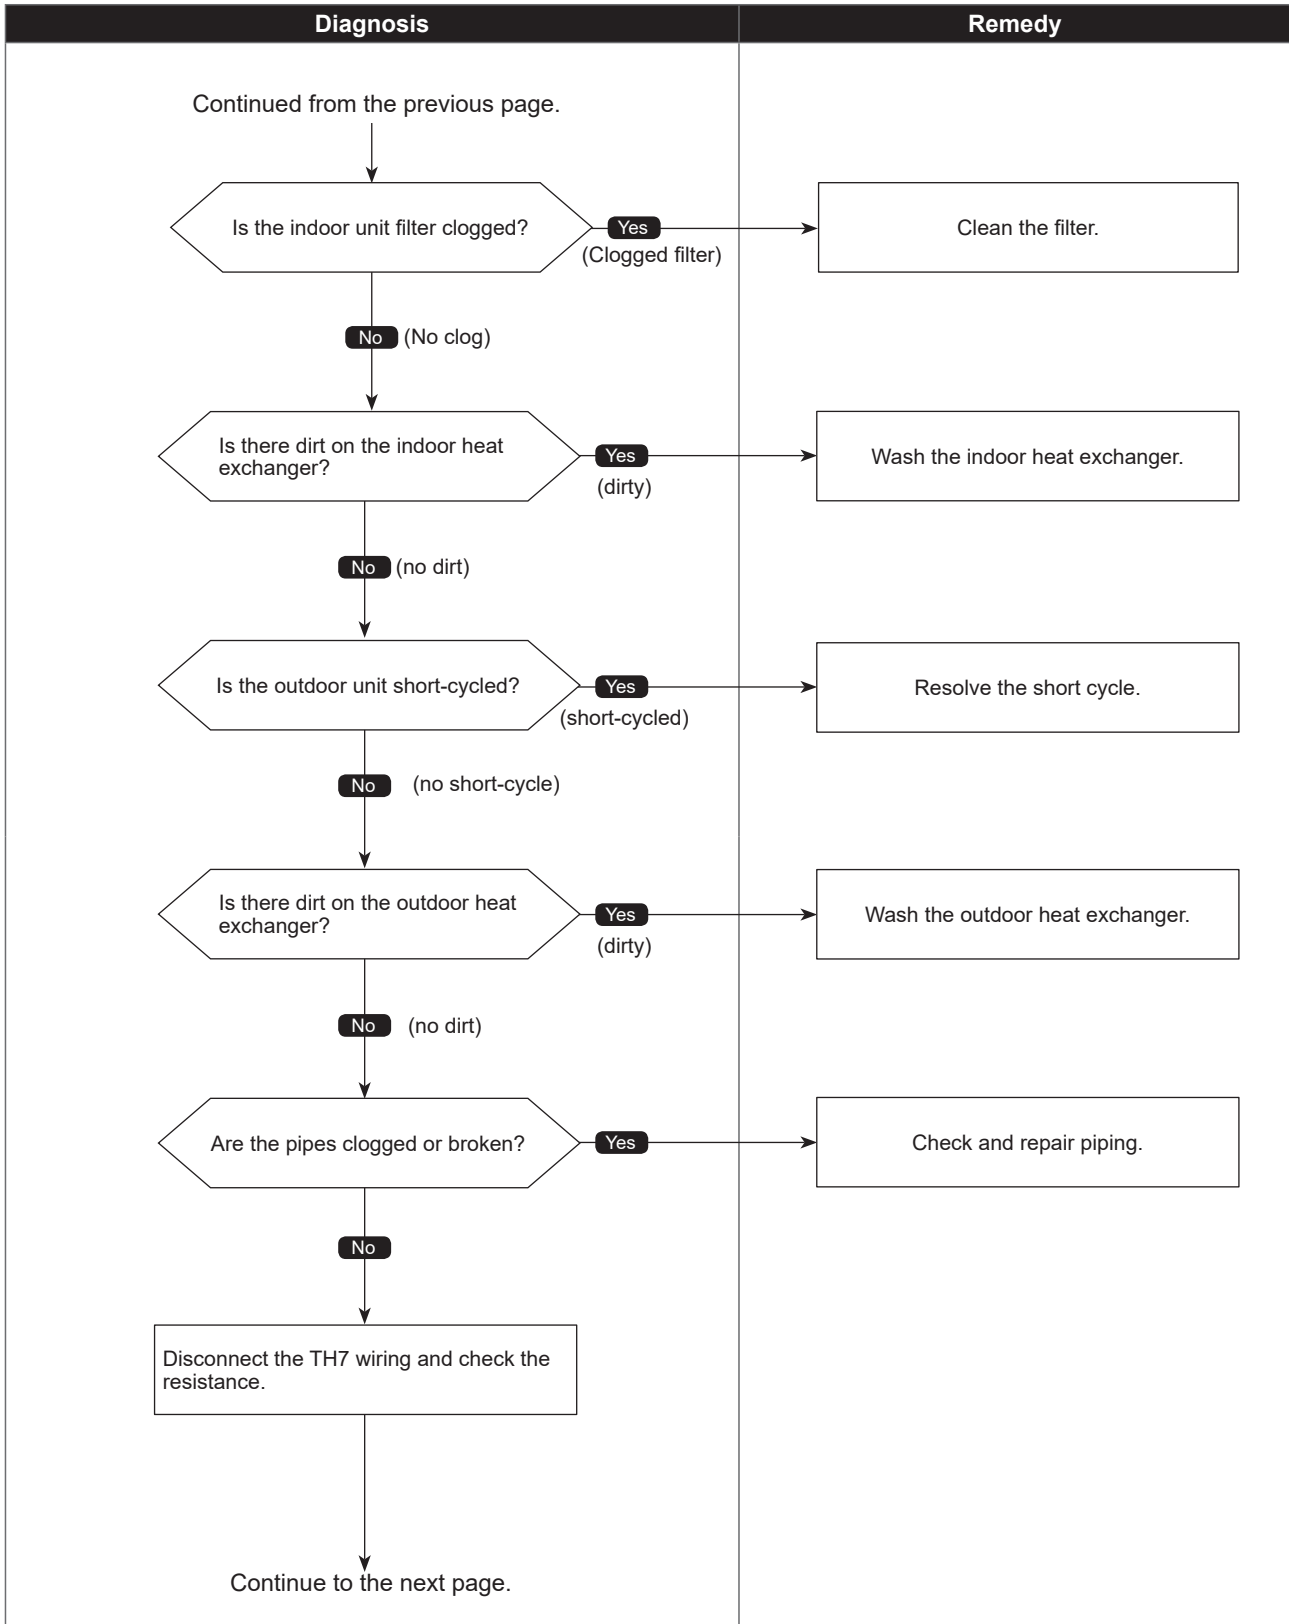 Diagnosis
Remedy
Continued from the previous page.
Is the indoor unit filter clogged?
Yes
(Clogged filter)
Clean the filter.
No
(No clog)
Is there dirt on the indoor heat
exchanger?
Yes
(dirty)
Wash the indoor heat exchanger.
No
(no dirt)
Is the outdoor unit short-cycled?
Yes
(short-cycled)
Resolve the short cycle.
No
(no short-cycle)
Is there dirt on the outdoor heat
exchanger?
Yes
(dirty)
Wash the outdoor heat exchanger.
No
(no dirt)
Are the pipes clogged or broken?
Yes
Check and repair piping.
No
Disconnect the TH7 wiring and check the
resistance.
Continue to the next page.